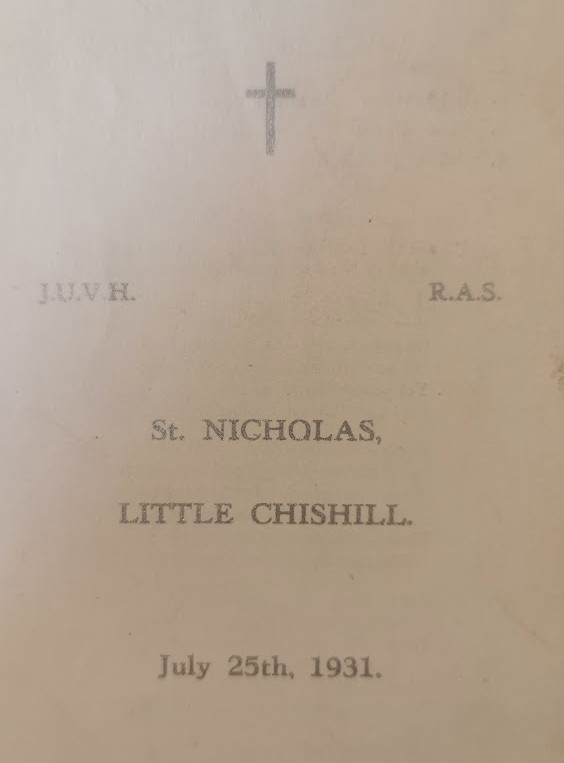 J.U.V.H. R.A.S.
St. NICHOLAS,
LITTLE CHISHILL.
July 25th, 1931.